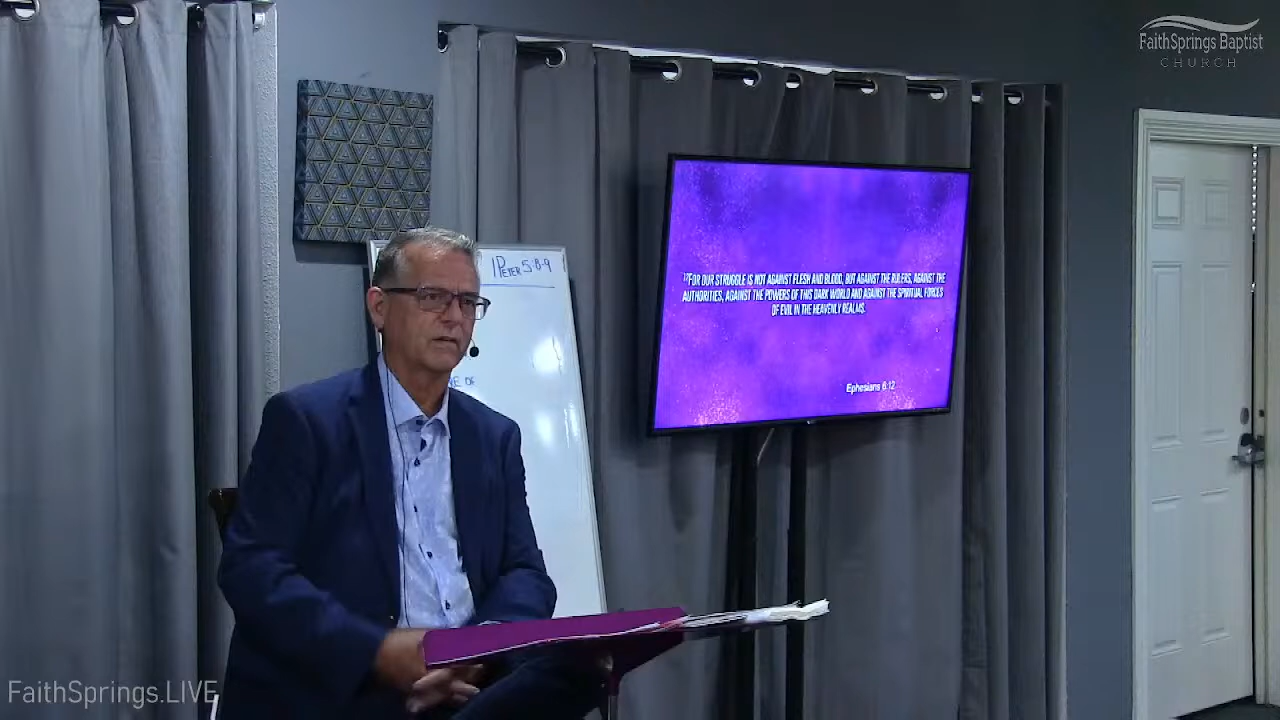 FaithSprings Baptist
CHURCH
1 PETER 5:8-9
12FOR OUR STRUGGLE IS NOT AGAINST FLESH AND BLOOD, BUT AGAINST THE RULERS, AGAINST THE
AUTHORITIES, AGAINST THE POWERS OF THIS DARK WORLD AND AGAINST THE SPIRITUAL FORCES
OF EVIL IN THE HEAVENLY REALMS.
OF
Ephesians 6:12
FaithSprings.LIVE